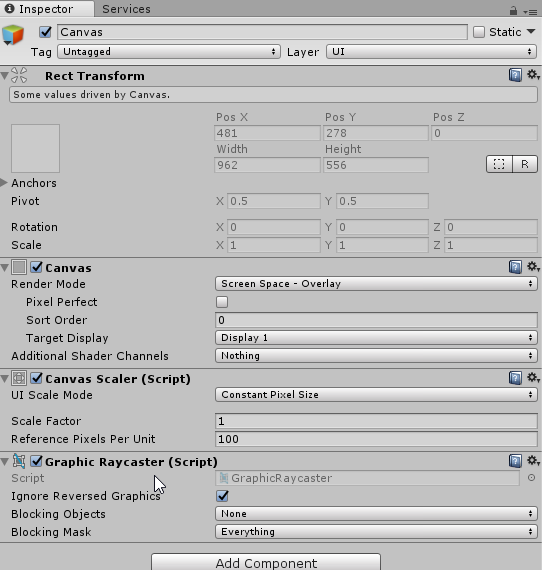 Inspector Services
Canvas Static
Tag Untagged Layer UI
Rect Transform
Some values driven by Canvas.
Pos X Pos Y Pos Z
481 278 0
Width Height
962 556
R
Anchors
Pivot X 0.5 Y 0.5
Rotation X 0 Y 0 Z 0
Scale X 1 Y 1 Z 1
Canvas
Render Mode Screen Space - Overlay
Pixel Perfect
Sort Order 0
Target Display Display 1
Additional Shader Channels Nothing
Canvas Scaler (Script)
UI Scale Mode Constant Pixel Size
Scale Factor 1
Reference Pixels Per Unit 100
Graphic Raycaster (Script)
Script GraphicRaycaster
Ignore Reversed Graphics
Blocking Objects None
Blocking Mask Everything
Add Component